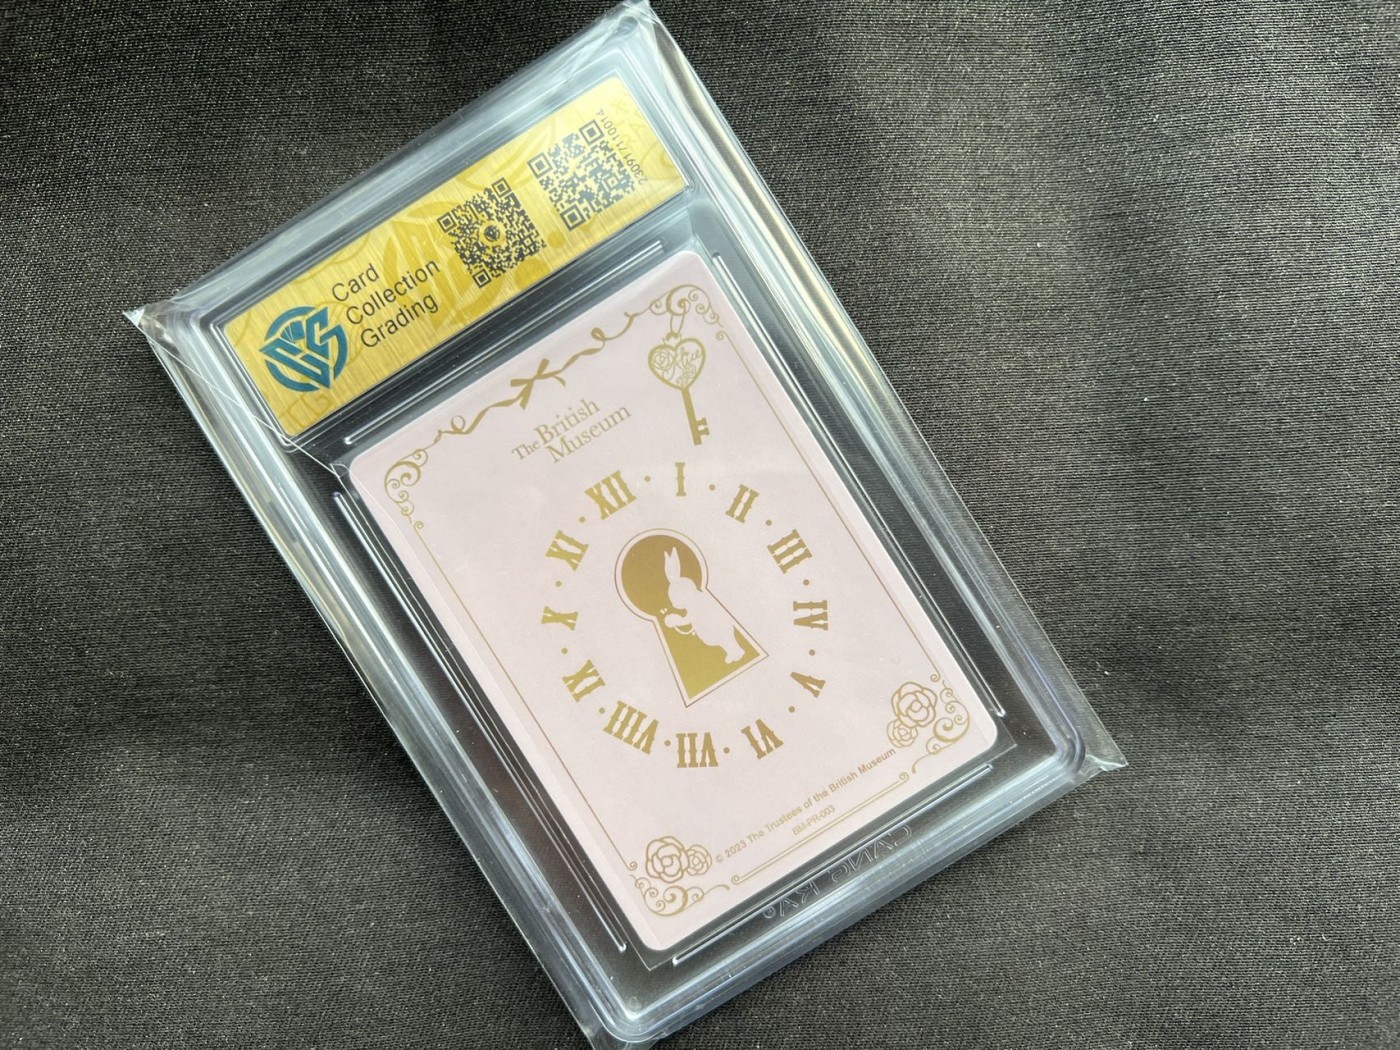 Card
Collection
Grading
The British
Museum
Alice
XII
I
II
III
IV
V
VI
VII
VIII
IX
X
XI
© 2023 The Trustees of the British Museum
BM-PR-003